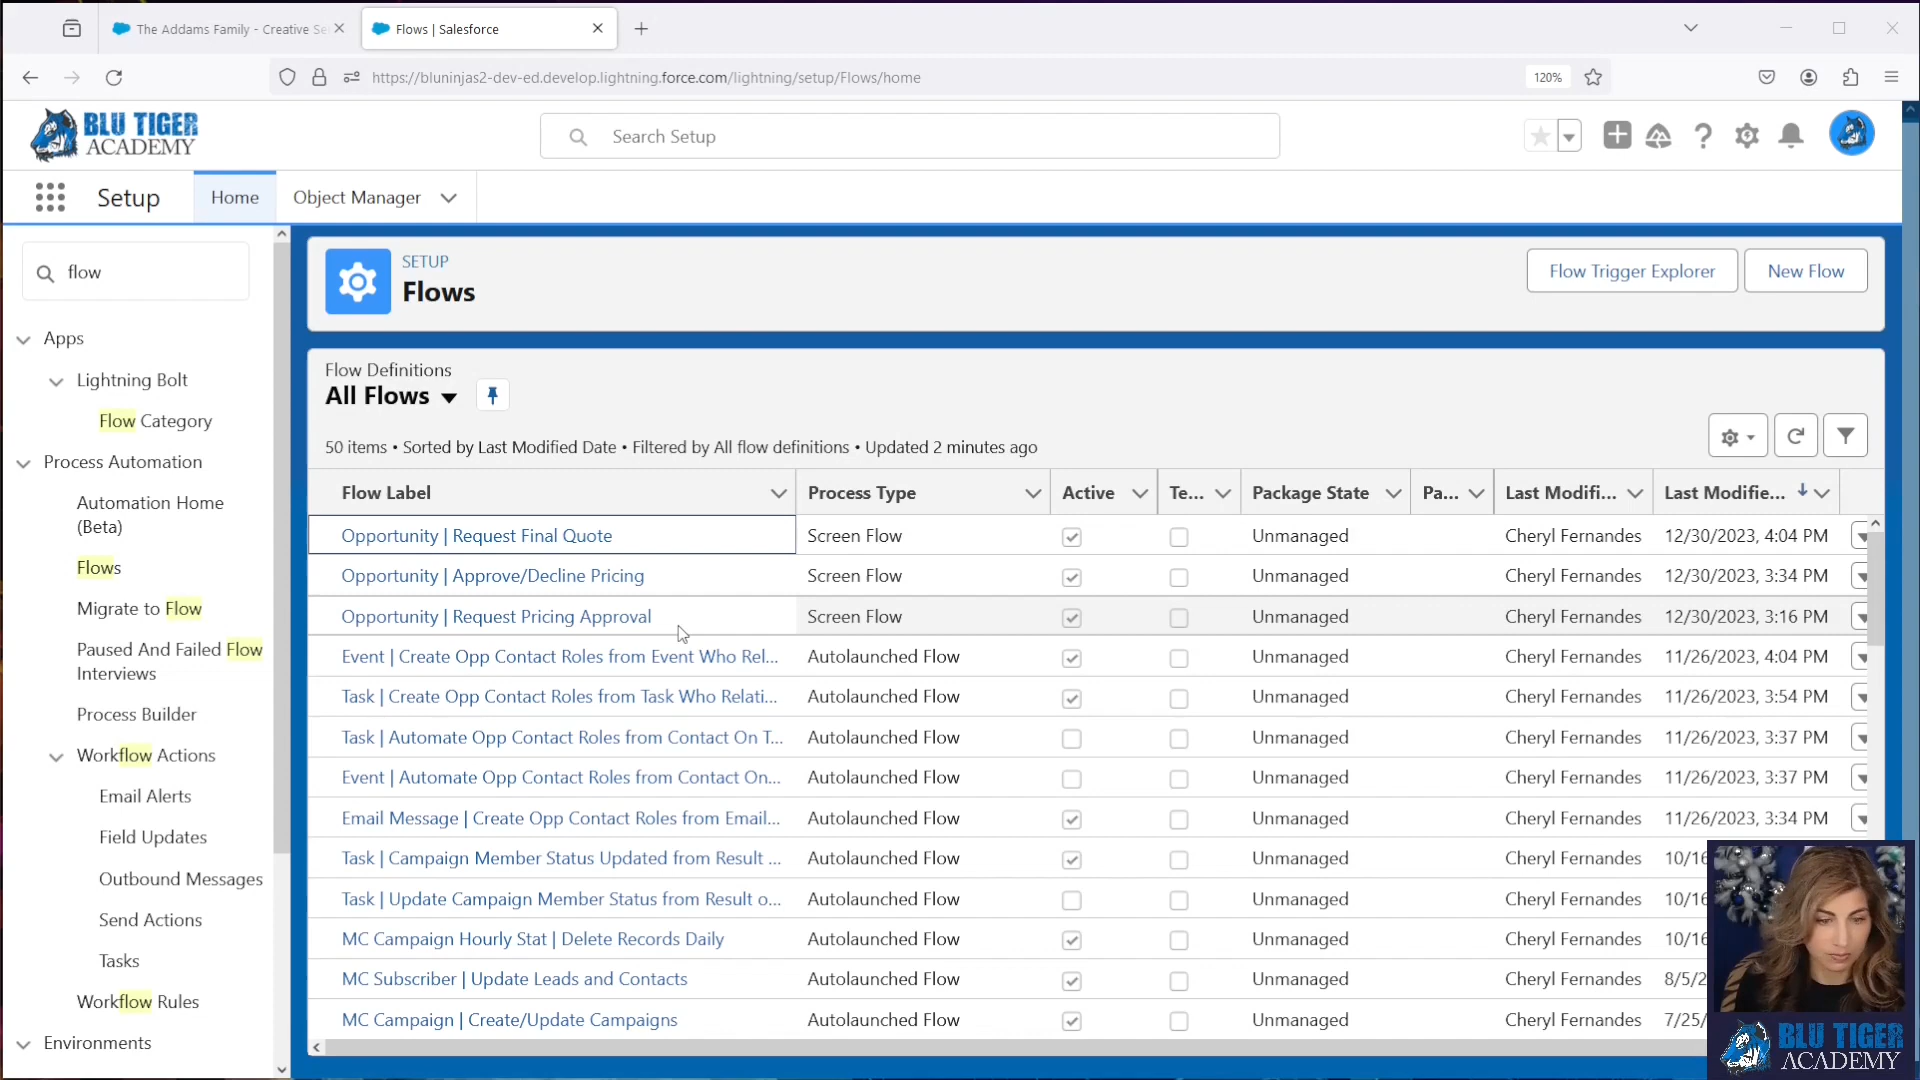 The Addams Family - Creative Se
Flows | Salesforce
https://bluninjas2-dev-ed.develop.lightning.force.com/lightning/setup/Flows/home
120%
BLU TIGER
ACADEMY
Search Setup
Setup
Home
Object Manager
flow
Apps
Lightning Bolt
Flow Category
Process Automation
Automation Home
(Beta)
Flows
Migrate to Flow
Paused And Failed Flow
Interviews
Process Builder
Workflow Actions
Email Alerts
Field Updates
Outbound Messages
Send Actions
Tasks
Workflow Rules
Environments
SETUP
Flows
Flow Trigger Explorer
New Flow
Flow Definitions
All Flows
50 items • Sorted by Last Modified Date • Filtered by All flow definitions • Updated 2 minutes ago
Flow Label Process Type Active Te... Package State Pa... Last Modifi... Last Modifie...
Opportunity | Request Final Quote Screen Flow Unmanaged Cheryl Fernandes 12/30/2023, 4:04 PM
Opportunity | Approve/Decline Pricing Screen Flow Unmanaged Cheryl Fernandes 12/30/2023, 3:34 PM
Opportunity | Request Pricing Approval Screen Flow Unmanaged Cheryl Fernandes 12/30/2023, 3:16 PM
Event | Create Opp Contact Roles from Event Who Rel... Autolaunched Flow Unmanaged Cheryl Fernandes 11/26/2023, 4:04 PM
Task | Create Opp Contact Roles from Task Who Relati... Autolaunched Flow Unmanaged Cheryl Fernandes 11/26/2023, 3:54 PM
Task | Automate Opp Contact Roles from Contact On T... Autolaunched Flow Unmanaged Cheryl Fernandes 11/26/2023, 3:37 PM
Event | Automate Opp Contact Roles from Contact On... Autolaunched Flow Unmanaged Cheryl Fernandes 11/26/2023, 3:37 PM
Email Message | Create Opp Contact Roles from Email... Autolaunched Flow Unmanaged Cheryl Fernandes 11/26/2023, 3:34 PM
Task | Campaign Member Status Updated from Result ... Autolaunched Flow Unmanaged Cheryl Fernandes 10/16
Task | Update Campaign Member Status from Result o... Autolaunched Flow Unmanaged Cheryl Fernandes 10/16
MC Campaign Hourly Stat | Delete Records Daily Autolaunched Flow Unmanaged Cheryl Fernandes 10/16
MC Subscriber | Update Leads and Contacts Autolaunched Flow Unmanaged Cheryl Fernandes 8/5/2
MC Campaign | Create/Update Campaigns Autolaunched Flow Unmanaged Cheryl Fernandes 7/25/
BLU TIGER
ACADEMY